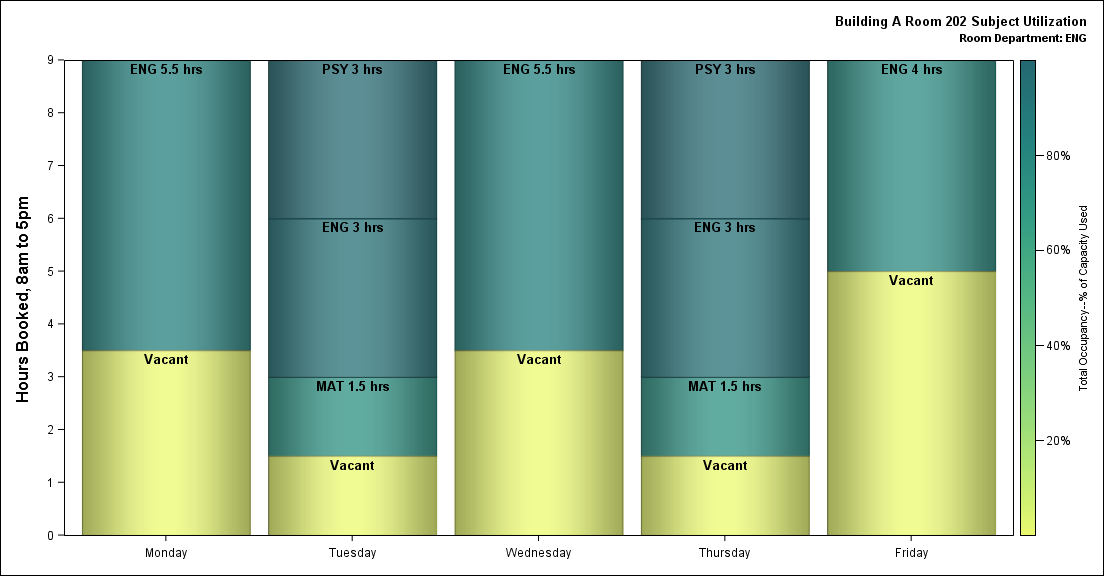 Building A Room 202 Subject Utilization
Room Department: ENG
Hours Booked, 8am to 5pm
9
8
7
6
5
4
3
2
1
0
ENG 5.5 hrs
Vacant
PSY 3 hrs
ENG 3 hrs
MAT 1.5 hrs
Vacant
ENG 5.5 hrs
Vacant
PSY 3 hrs
ENG 3 hrs
MAT 1.5 hrs
Vacant
ENG 4 hrs
Vacant
Monday
Tuesday
Wednesday
Thursday
Friday
80%
60%
40%
20%
Total Occupancy--% of Capacity Used